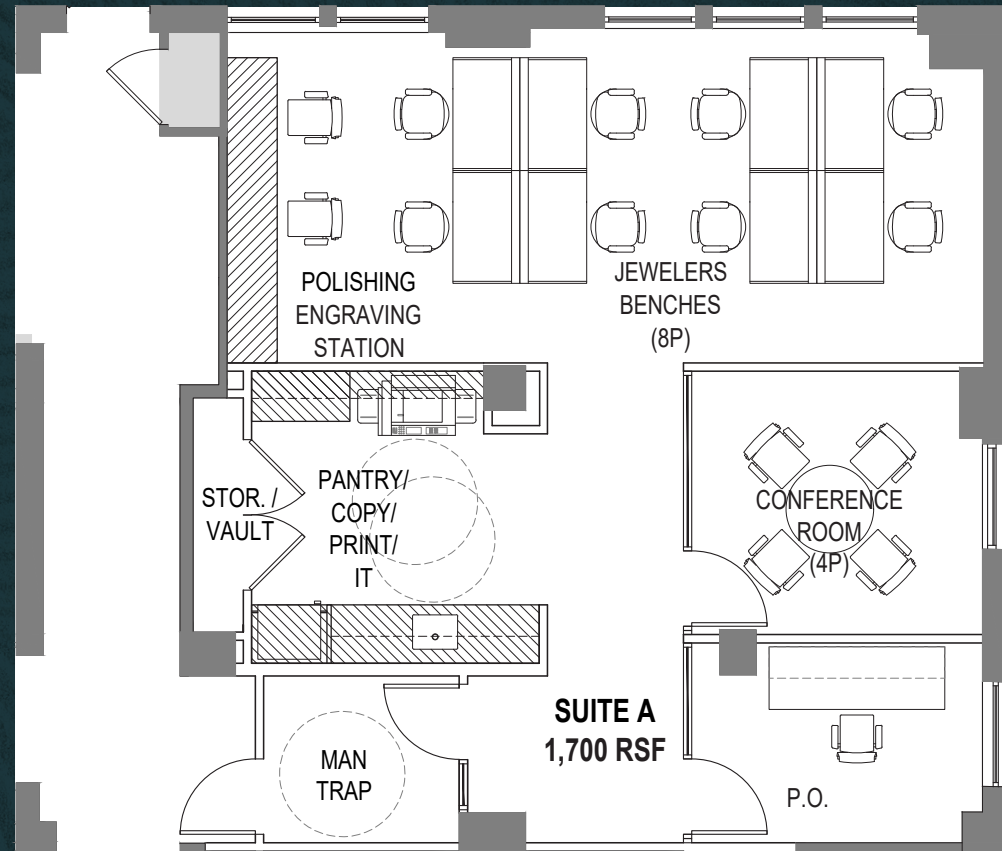 POLISHING
ENGRAVING
STATION
JEWELERS
BENCHES
(8P)
STOR. /
VAULT
PANTRY/
COPY/
PRINT/
IT
CONFERENCE
ROOM
(4P)
SUITE A
1,700 RSF
MAN
TRAP
P.O.